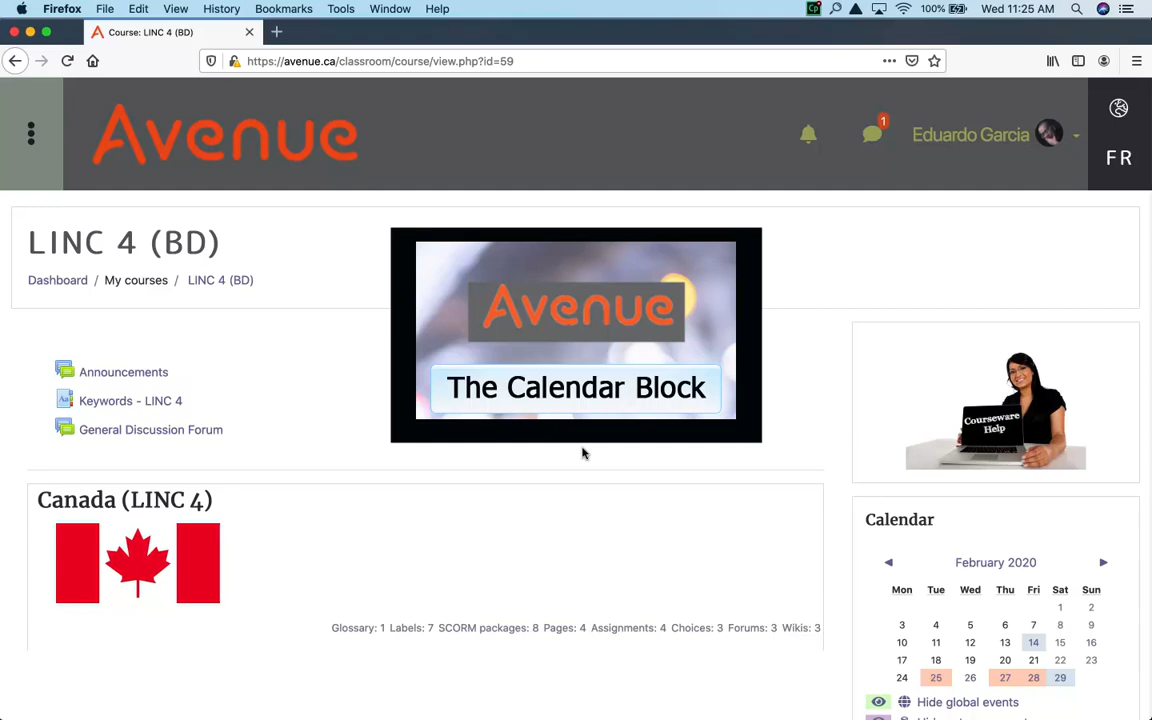 Firefox File Edit View History Bookmarks Tools Window Help Cp 100% Wed 11:25 AM
Course: LINC 4 (BD)
https://avenue.ca/classroom/course/view.php?id=59
Avenue 1 Eduardo Garcia
FR
LINC 4 (BD)
Dashboard / My courses / LINC 4 (BD)
Avenue
The Calendar Block
Announcements
Aa Keywords - LINC 4
General Discussion Forum
Courseware
Help
Canada (LINC 4)
Glossary: 1 Labels: 7 SCORM packages: 8 Pages: 4 Assignments: 4 Choices: 3 Forums: 3 Wikis: 3
Calendar
◄ February 2020 ►
Mon Tue Wed Thu Fri Sat Sun
1 2
3 4 5 6 7 8 9
10 11 12 13 14 15 16
17 18 19 20 21 22 23
24 25 26 27 28 29
Hide global events